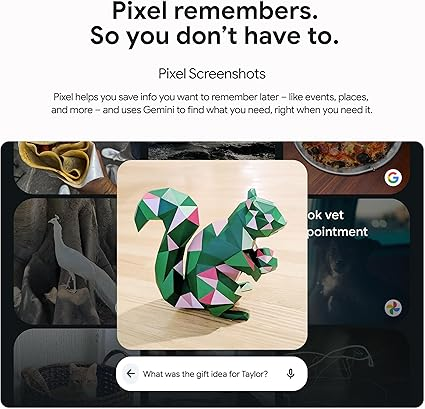 Pixel remembers.
So you don't have to.
Pixel Screenshots
Pixel helps you save info you want to remember later – like events, places,
and more – and uses Gemini to find what you need, right when you need it.
vet
What was the gift idea for Taylor?